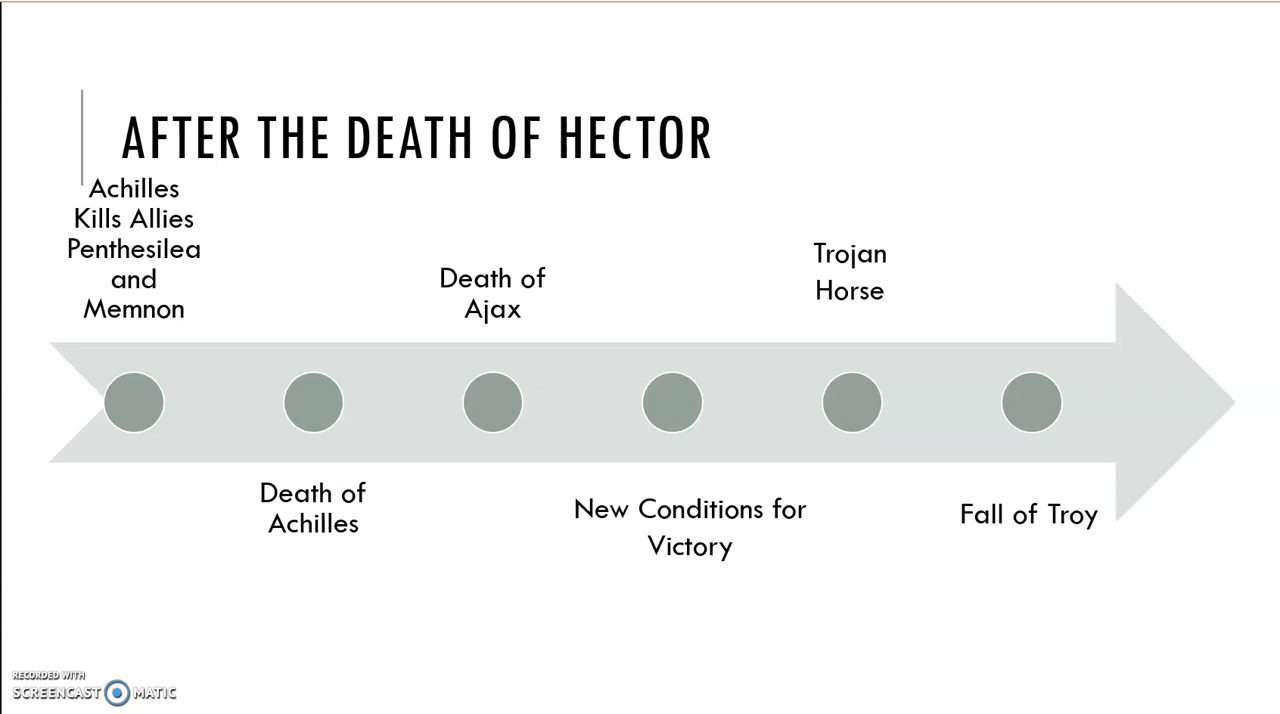 AFTER THE DEATH OF HECTOR
Achilles
Kills Allies
Penthesilea
and
Memnon
Death of
Achilles
Death of
Ajax
New Conditions for
Victory
Trojan
Horse
Fall of Troy
RECORDED WITH
SCREENCAST MATIC